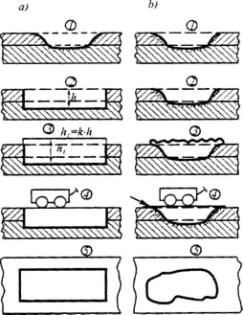 a) b)
① ①
② ②
h
③ h₁=k·h ③
h₁
④ ④
⑤ ⑤